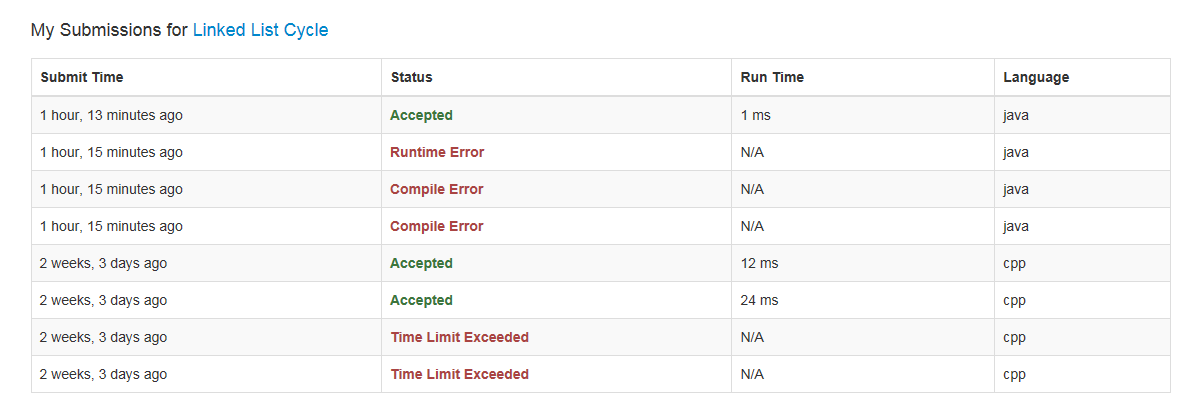 My Submissions for Linked List Cycle
Submit Time Status Run Time Language
1 hour, 13 minutes ago Accepted 1 ms java
1 hour, 15 minutes ago Runtime Error N/A java
1 hour, 15 minutes ago Compile Error N/A java
1 hour, 15 minutes ago Compile Error N/A java
2 weeks, 3 days ago Accepted 12 ms cpp
2 weeks, 3 days ago Accepted 24 ms cpp
2 weeks, 3 days ago Time Limit Exceeded N/A cpp
2 weeks, 3 days ago Time Limit Exceeded N/A cpp